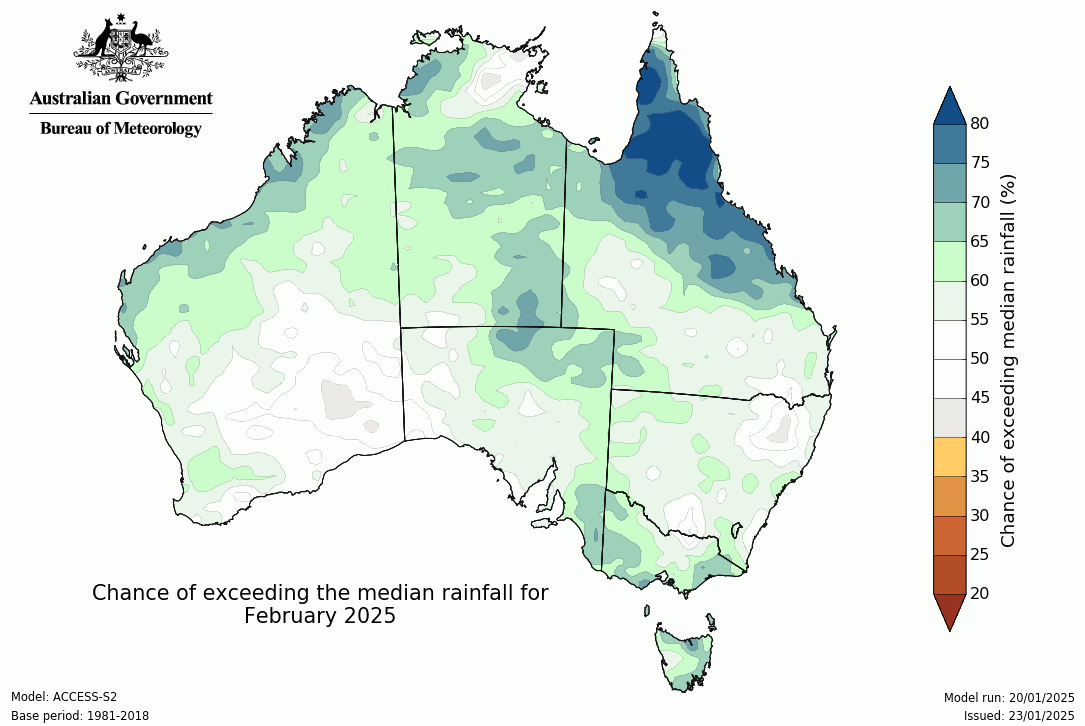 Australian Government
Bureau of Meteorology
80
75
70
65
60
55
50
45
40
35
30
25
20
Chance of exceeding median rainfall (%)
Chance of exceeding the median rainfall for
February 2025
Model: ACCESS-S2
Base period: 1981-2018
Model run: 20/01/2025
Issued: 23/01/2025